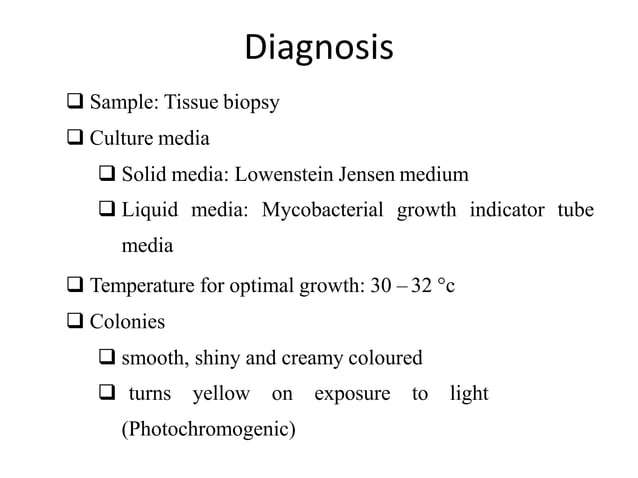 Diagnosis
❑ Sample: Tissue biopsy
❑ Culture media
❑ Solid media: Lowenstein Jensen medium
❑ Liquid media: Mycobacterial growth indicator tube
media
❑ Temperature for optimal growth: 30 – 32 °c
❑ Colonies
❑ smooth, shiny and creamy coloured
❑ turns yellow on exposure to light
(Photochromogenic)